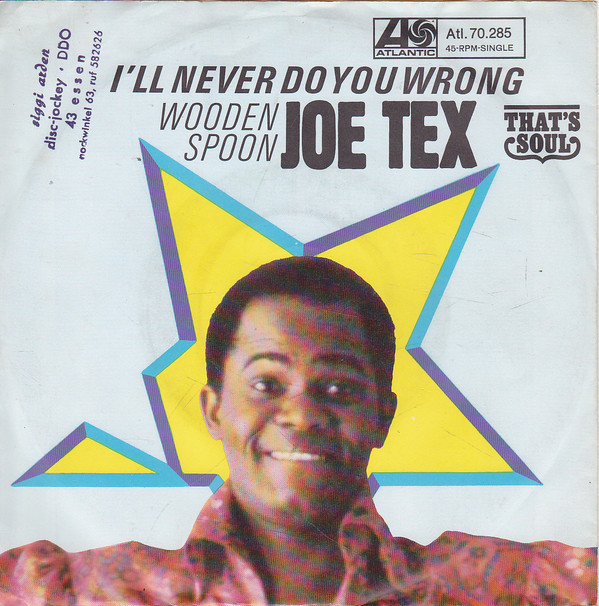 ATLANTIC
Atl. 70.285
45-RPM-SINGLE
siggi arden
disc-jockey · DDO
43 essen
nockwinkel 63, ruf 582626
I'LL NEVER DO YOU WRONG
WOODEN
SPOON
JOE TEX
THAT'S
SOUL